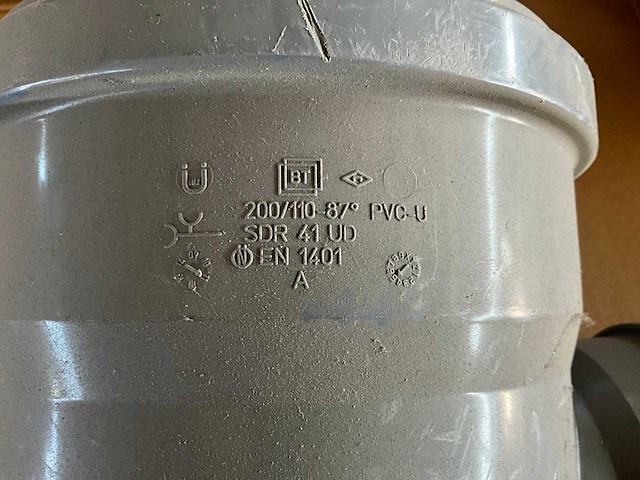 BT
200/110-87° PVC-U
SDR 41 UD
N EN 1401
A